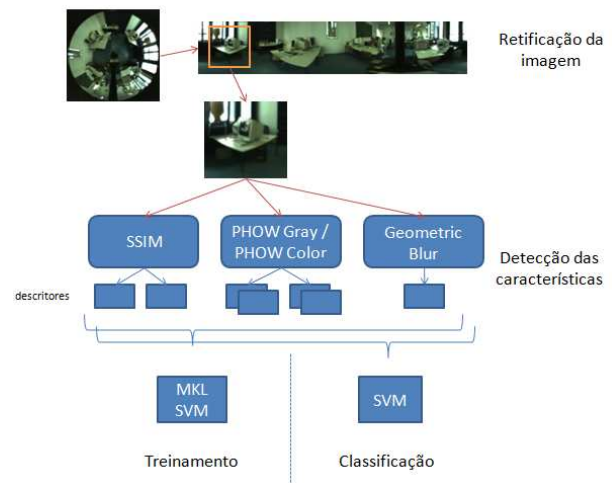 Retificação da
imagem
SSIM
PHOW Gray /
PHOW Color
Geometric
Blur
Detecção das
características
descritores
MKL
SVM
SVM
Treinamento
Classificação